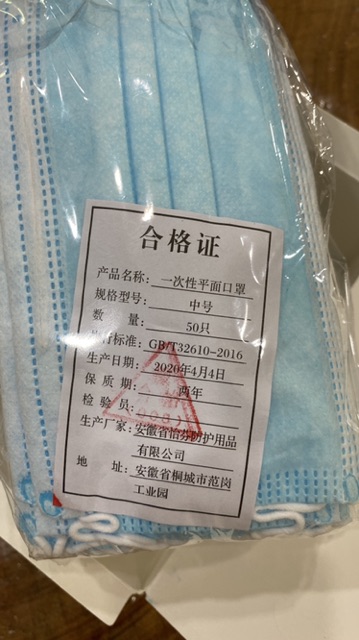 合格证
产品名称: 一次性平面口罩
规格型号: 中号
数 量: 50只
执行标准: GB/T32610-2016
生产日期: 2020年4月4日
保质期: 两年
检验员:
生产厂家: 安徽省怡芬防护用品
有限公司
地 址: 安徽省桐城市范岗
工业园